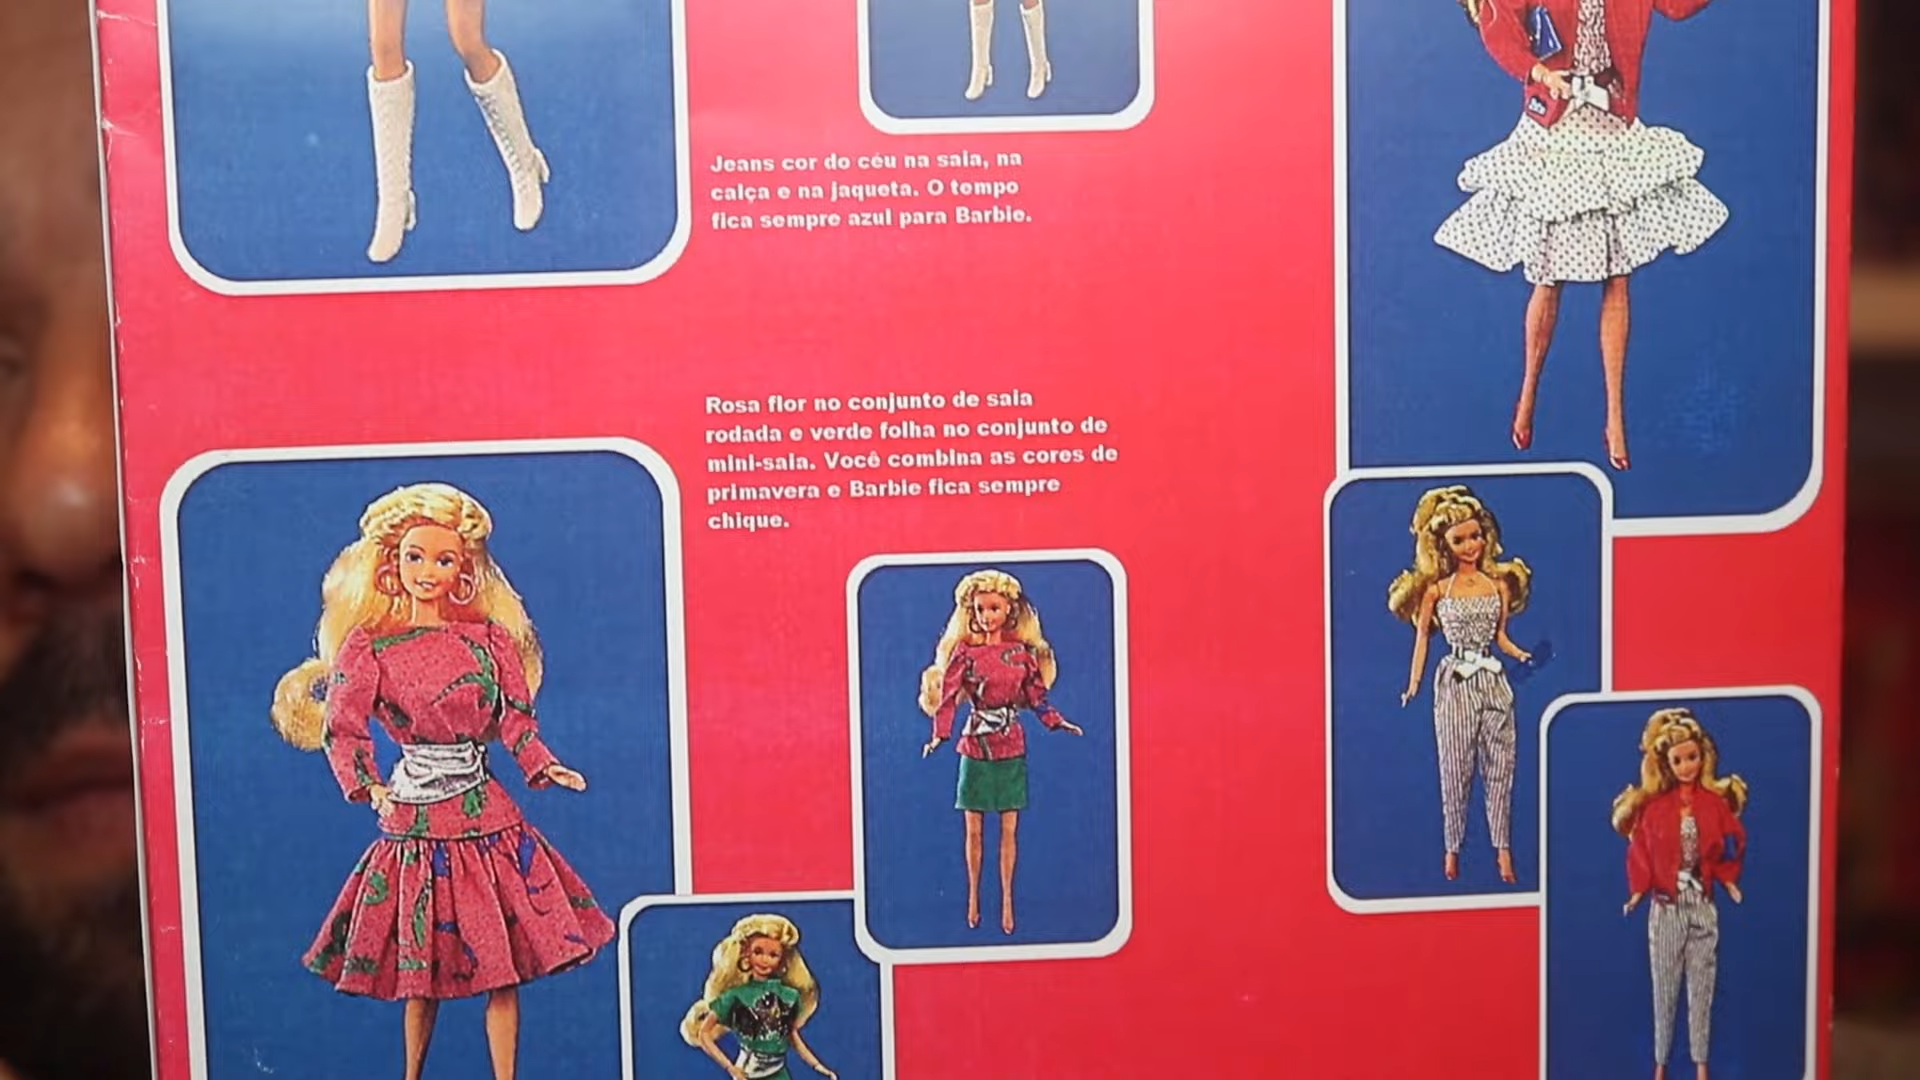 Jeans cor do céu na saia, na
calça e na jaqueta. O tempo
fica sempre azul para Barbie.
Rosa flor no conjunto de saia
rodada e verde folha no conjunto de
mini-saia. Você combina as cores de
primavera e Barbie fica sempre
chique.